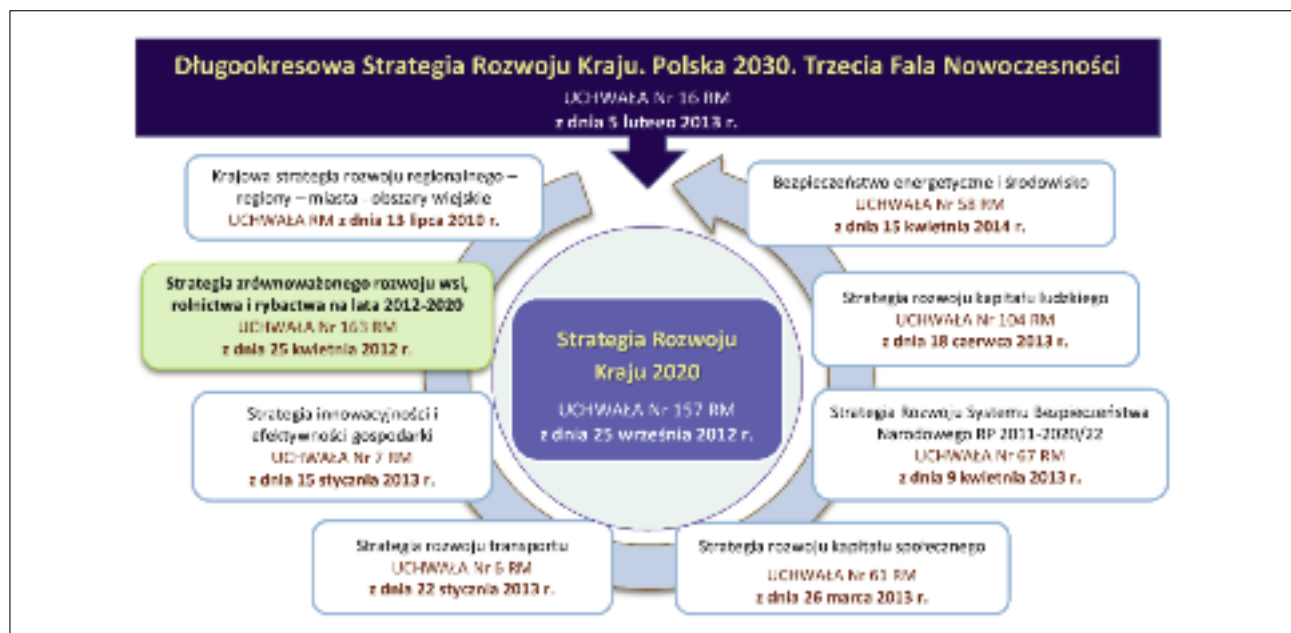 Długookresowa Strategia Rozwoju Kraju. Polska 2030. Trzecia Fala Nowoczesności
UCHWAŁA Nr 16 RM
z dnia 5 lutego 2013 r.
Krajowa strategia rozwoju regionalnego –
regiony – miasta - obszary wiejskie
UCHWAŁA RM z dnia 13 lipca 2010 r.
Strategia zrównoważonego rozwoju wsi,
rolnictwa i rybactwa na lata 2012-2020
UCHWAŁA Nr 163 RM
z dnia 25 kwietnia 2012 r.
Strategia innowacyjności i
efektywności gospodarki
UCHWAŁA Nr 7 RM
z dnia 15 stycznia 2013 r.
Strategia rozwoju transportu
UCHWAŁA Nr 6 RM
z dnia 22 stycznia 2013 r.
Strategia Rozwoju
Kraju 2020
UCHWAŁA Nr 157 RM
z dnia 25 września 2012 r.
Bezpieczeństwo energetyczne i środowisko
UCHWAŁA Nr 58 RM
z dnia 15 kwietnia 2014 r.
Strategia rozwoju kapitału ludzkiego
UCHWAŁA Nr 104 RM
z dnia 18 czerwca 2013 r.
Strategia Rozwoju Systemu Bezpieczeństwa
Narodowego RP 2011-2020/22
UCHWAŁA Nr 67 RM
z dnia 9 kwietnia 2013 r.
Strategia rozwoju kapitału społecznego
UCHWAŁA Nr 61 RM
z dnia 26 marca 2013 r.